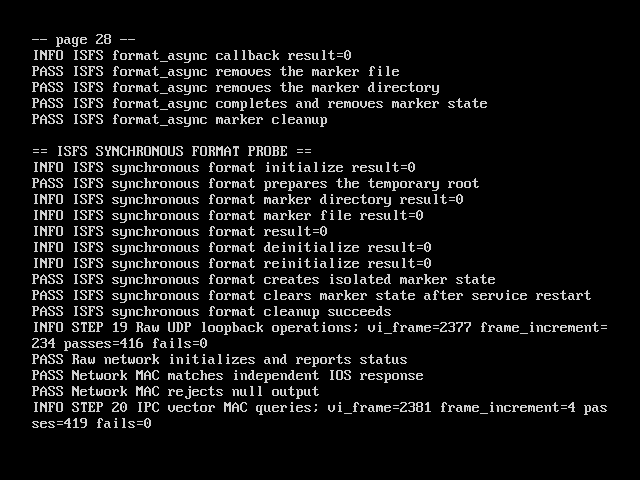 -- page 28 --
INFO ISFS format_async callback result=0
PASS ISFS format_async removes the marker file
PASS ISFS format_async removes the marker directory
PASS ISFS format_async completes and removes marker state
PASS ISFS format_async marker cleanup
== ISFS SYNCHRONOUS FORMAT PROBE ==
INFO ISFS synchronous format initialize result=0
PASS ISFS synchronous format prepares the temporary root
INFO ISFS synchronous format marker directory result=0
INFO ISFS synchronous format marker file result=0
INFO ISFS synchronous format result=0
INFO ISFS synchronous format deinitialize result=0
INFO ISFS synchronous format reinitialize result=0
PASS ISFS synchronous format creates isolated marker state
PASS ISFS synchronous format clears marker state after service restart
PASS ISFS synchronous format cleanup succeeds
INFO STEP 19 Raw UDP loopback operations; vi_frame=2377 frame_increment=
234 passes=416 fails=0
PASS Raw network initializes and reports status
PASS Network MAC matches independent IOS response
PASS Network MAC rejects null output
INFO STEP 20 IPC vector MAC queries; vi_frame=2381 frame_increment=4 pas
ses=419 fails=0